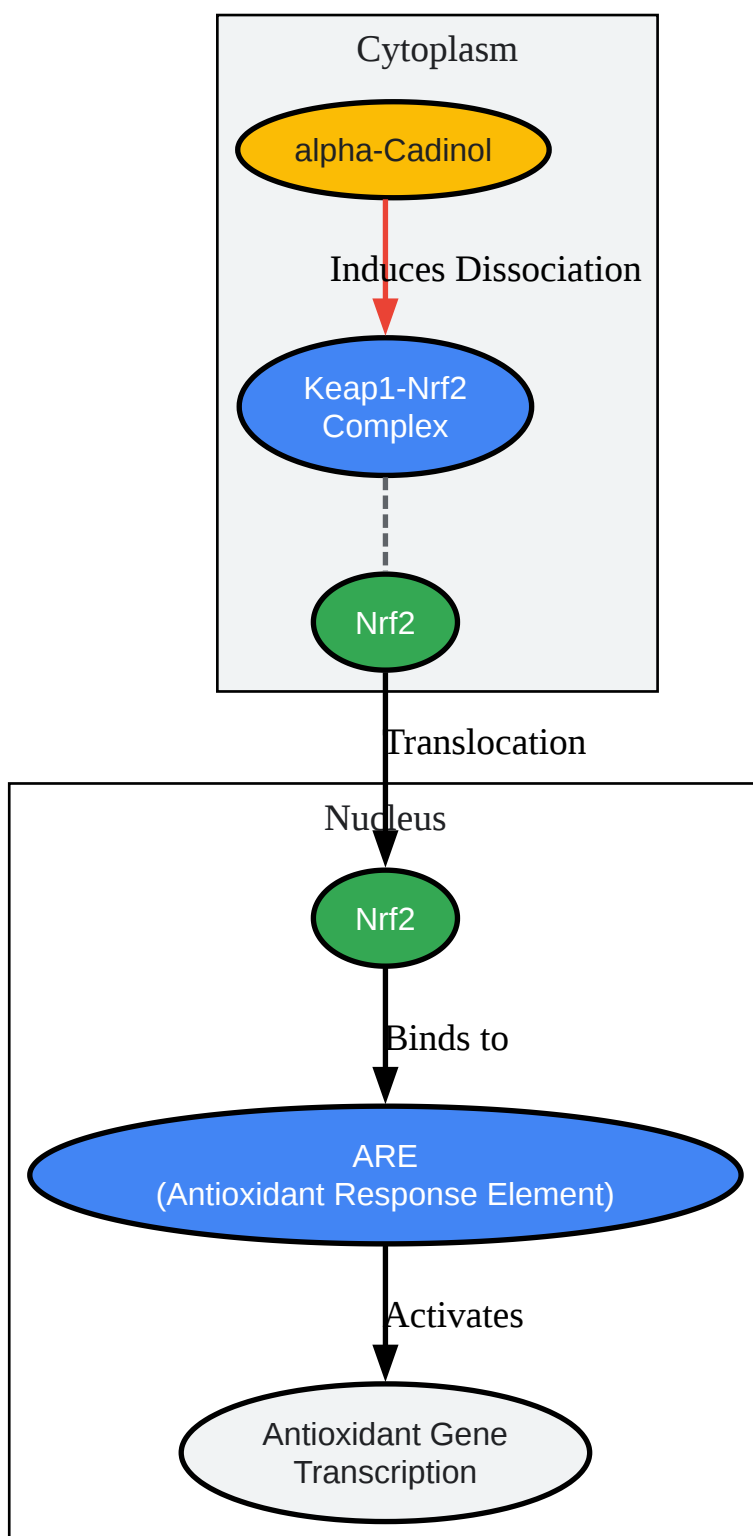 Cytoplasm
alpha-Cadinol
Induces Dissociation
Keap1-Nrf2
Complex
Nrf2
Translocation
Nucleus
Nrf2
Binds to
ARE
(Antioxidant Response Element)
Activates
Antioxidant Gene
Transcription